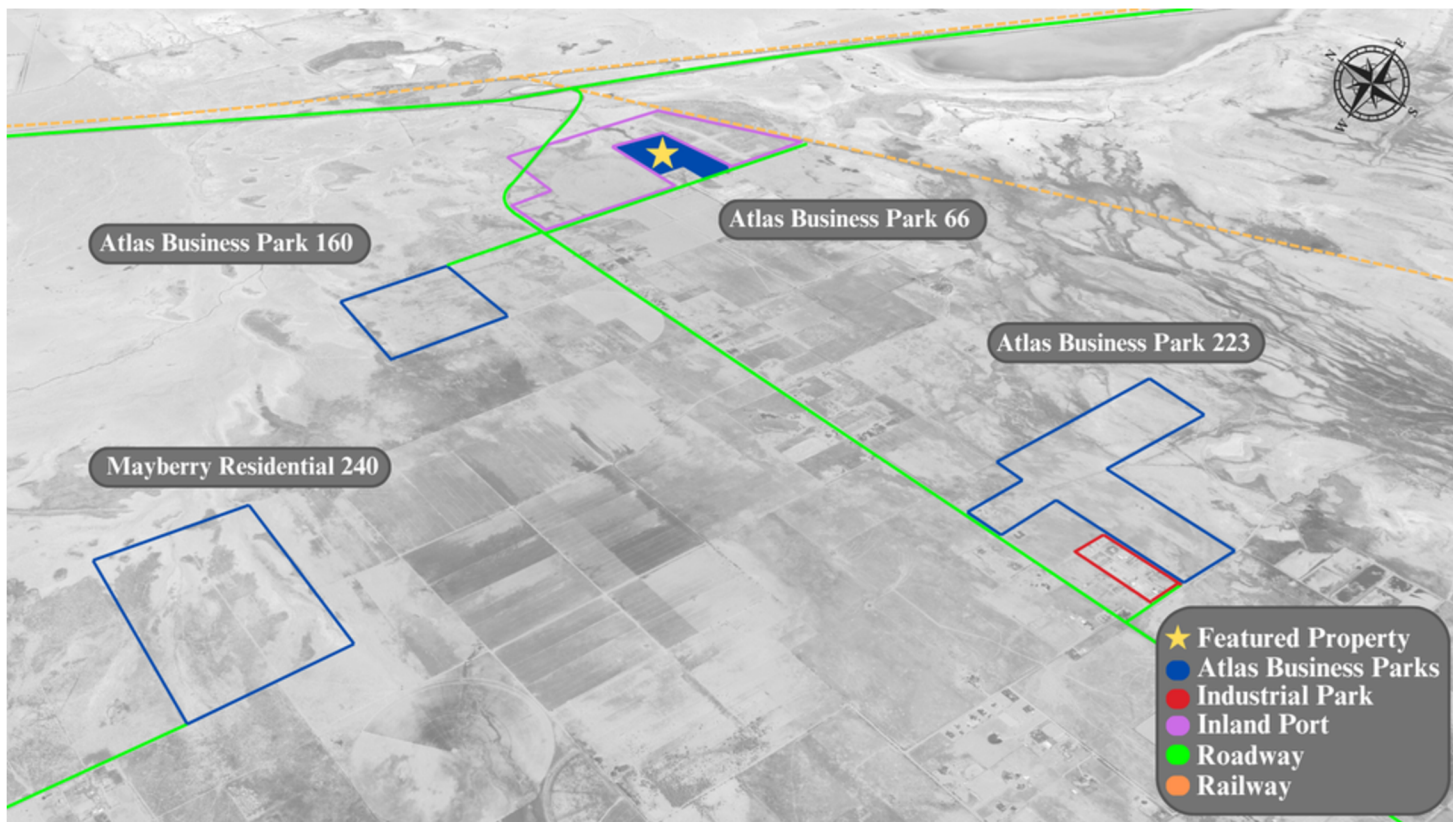 N
E
W
S
Atlas Business Park 66
Atlas Business Park 160
Atlas Business Park 223
Mayberry Residential 240
Featured Property
Atlas Business Parks
Industrial Park
Inland Port
Roadway
Railway